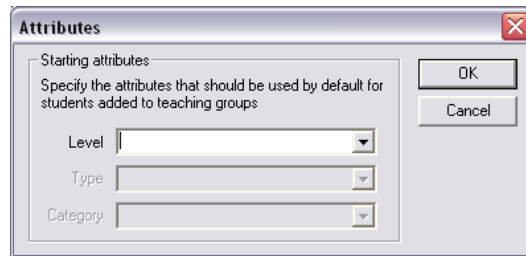 Attributes
Starting attributes
Specify the attributes that should be used by default for
students added to teaching groups
Level
Type
Category
OK
Cancel